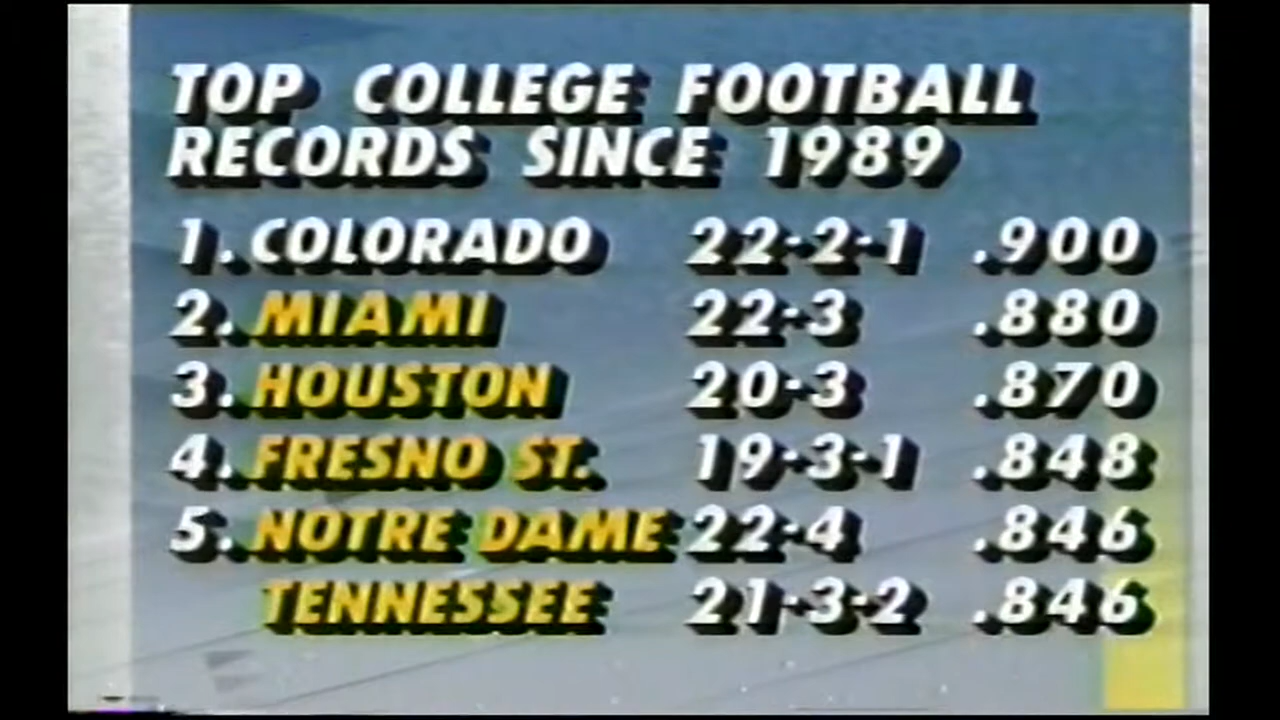 TOP COLLEGE FOOTBALL
RECORDS SINCE 1989
1. COLORADO 22-2-1 .900
2. MIAMI 22-3 .880
3. HOUSTON 20-3 .870
4. FRESNO ST. 19-3-1 .848
5. NOTRE DAME 22-4 .846
TENNESSEE 21-3-2 .846